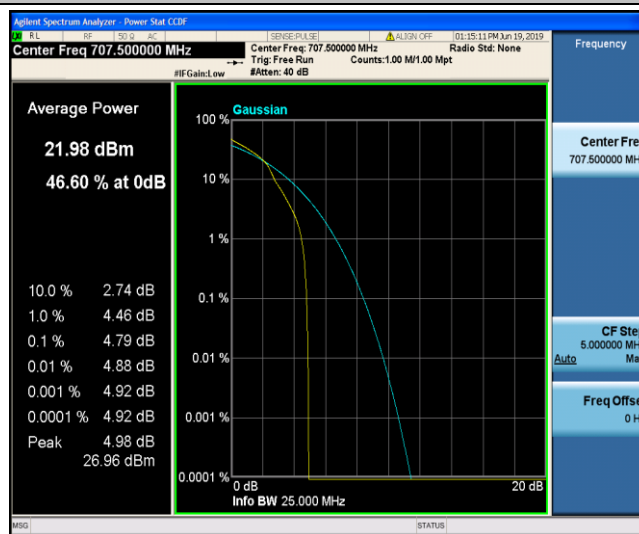 Agilent Spectrum Analyzer - Power Stat CCDF
RL RF 50 Ω AC SENSE:PULSE ALIGN OFF 01:15:11 PM Jun 19, 2019
Center Freq 707.500000 MHz
Center Freq: 707.500000 MHz Radio Std: None
Trig: Free Run Counts:1.00 M/1.00 Mpt
#IFGain:Low #Atten: 40 dB
Frequency
Average Power
21.98 dBm
46.60 % at 0dB
10.0 % 2.74 dB
1.0 % 4.46 dB
0.1 % 4.79 dB
0.01 % 4.88 dB
0.001 % 4.92 dB
0.0001 % 4.92 dB
Peak 4.98 dB
26.96 dBm
Gaussian
100 %
10 %
1 %
0.1 %
0.01 %
0.001 %
0.0001 %
0 dB 20 dB
Info BW 25.000 MHz
Center Fre
707.500000 MH
CF Ste
5.000000 MH
Auto Ma
Freq Offse
0 H
MSG STATUS